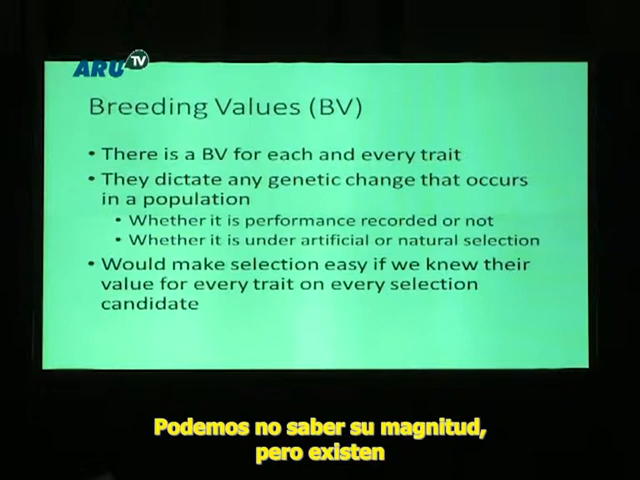 ARU TV
Breeding Values (BV)
• There is a BV for each and every trait
• They dictate any genetic change that occurs
in a population
• Whether it is performance recorded or not
• Whether it is under artificial or natural selection
• Would make selection easy if we knew their
value for every trait on every selection
candidate
Podemos no saber su magnitud,
pero existen